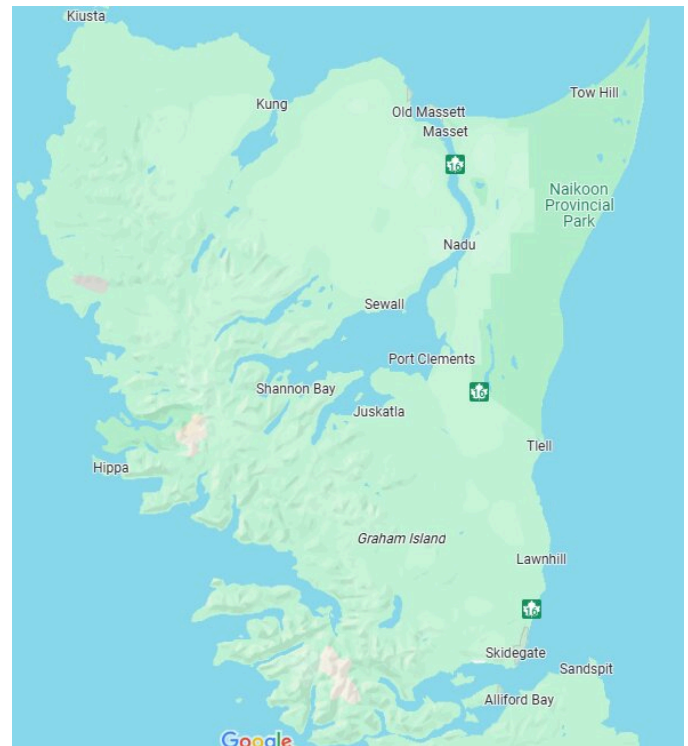 Kiusta
Kung
Tow Hill
Old Massett
Masset
16
Naikoon
Provincial
Park
Nadu
Sewall
Port Clements
Shannon Bay
16
Juskatla
Tlell
Hippa
Graham Island
Lawnhill
16
Skidegate
Sandspit
Alliford Bay
Google